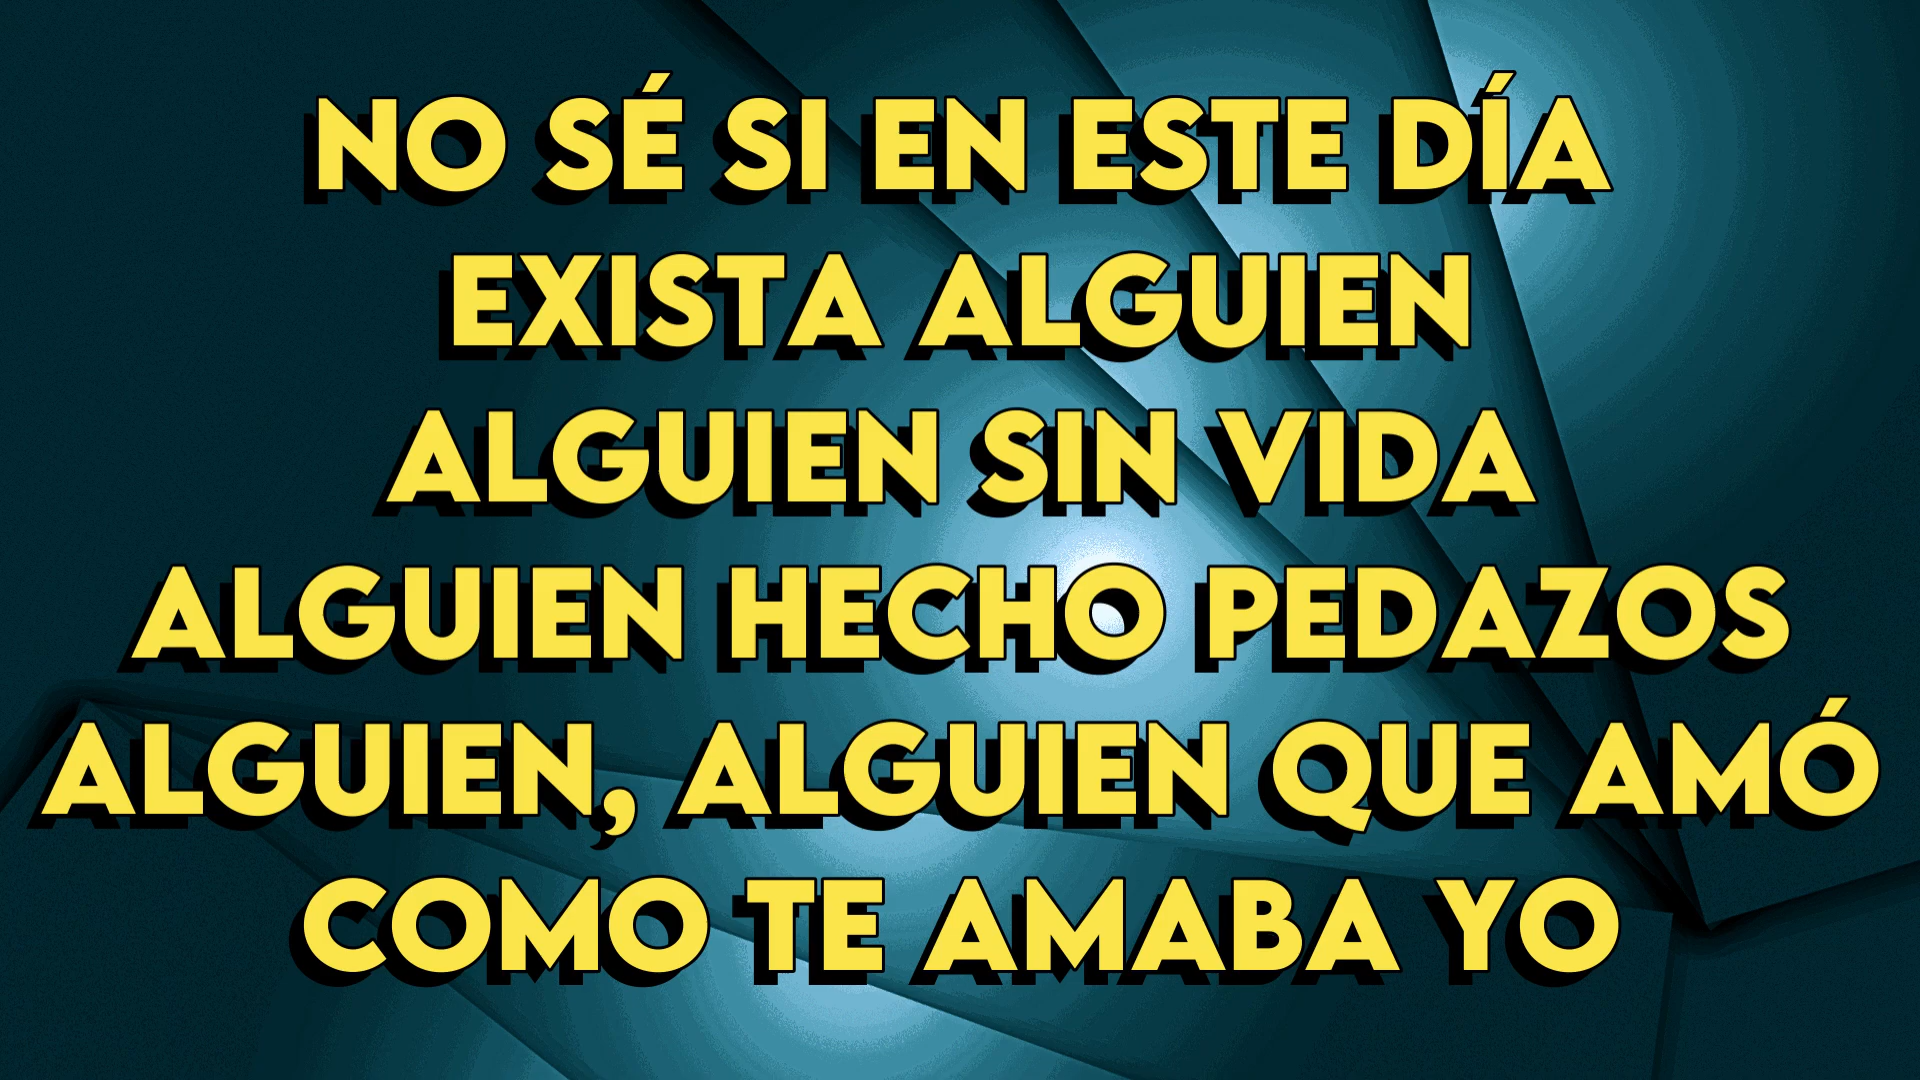 NO SÉ SI EN ESTE DÍA
EXISTA ALGUIEN
ALGUIEN SIN VIDA
ALGUIEN HECHO PEDAZOS
ALGUIEN, ALGUIEN QUE AMÓ
COMO TE AMABA YO